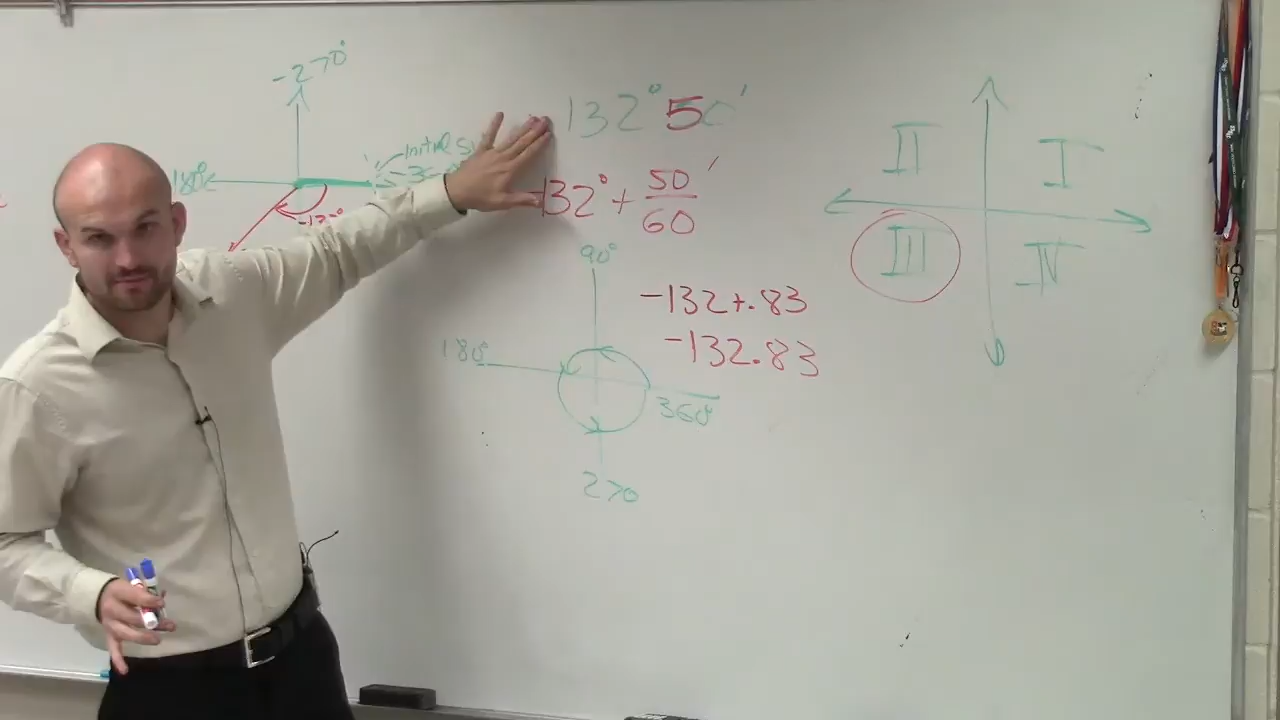 -270°
132° 50'
180°
Initial
-132° + 50/60 '
90°
-132+.83
-132.83
180°
360°
270
II
I
III
IV